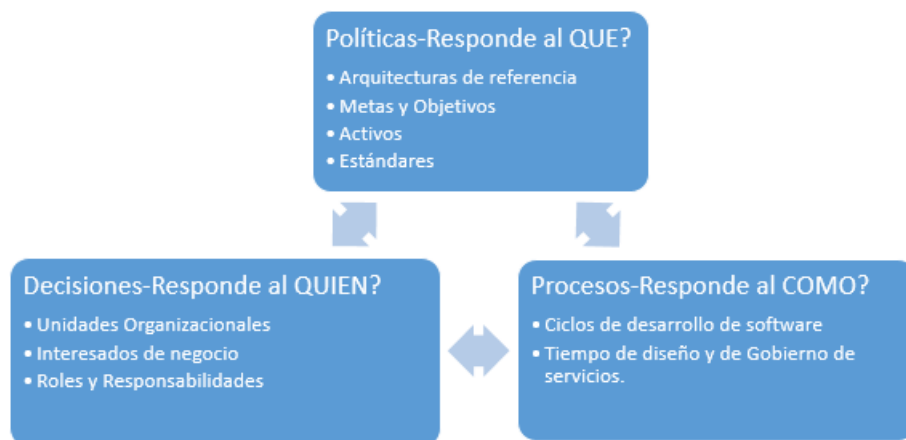 Políticas-Responde al QUE?
• Arquitecturas de referencia
• Metas y Objetivos
• Activos
• Estándares
Decisiones-Responde al QUIEN?
• Unidades Organizacionales
• Interesados de negocio
• Roles y Responsabilidades
Procesos-Responde al COMO?
• Ciclos de desarrollo de software
• Tiempo de diseño y de Gobierno de
servicios.